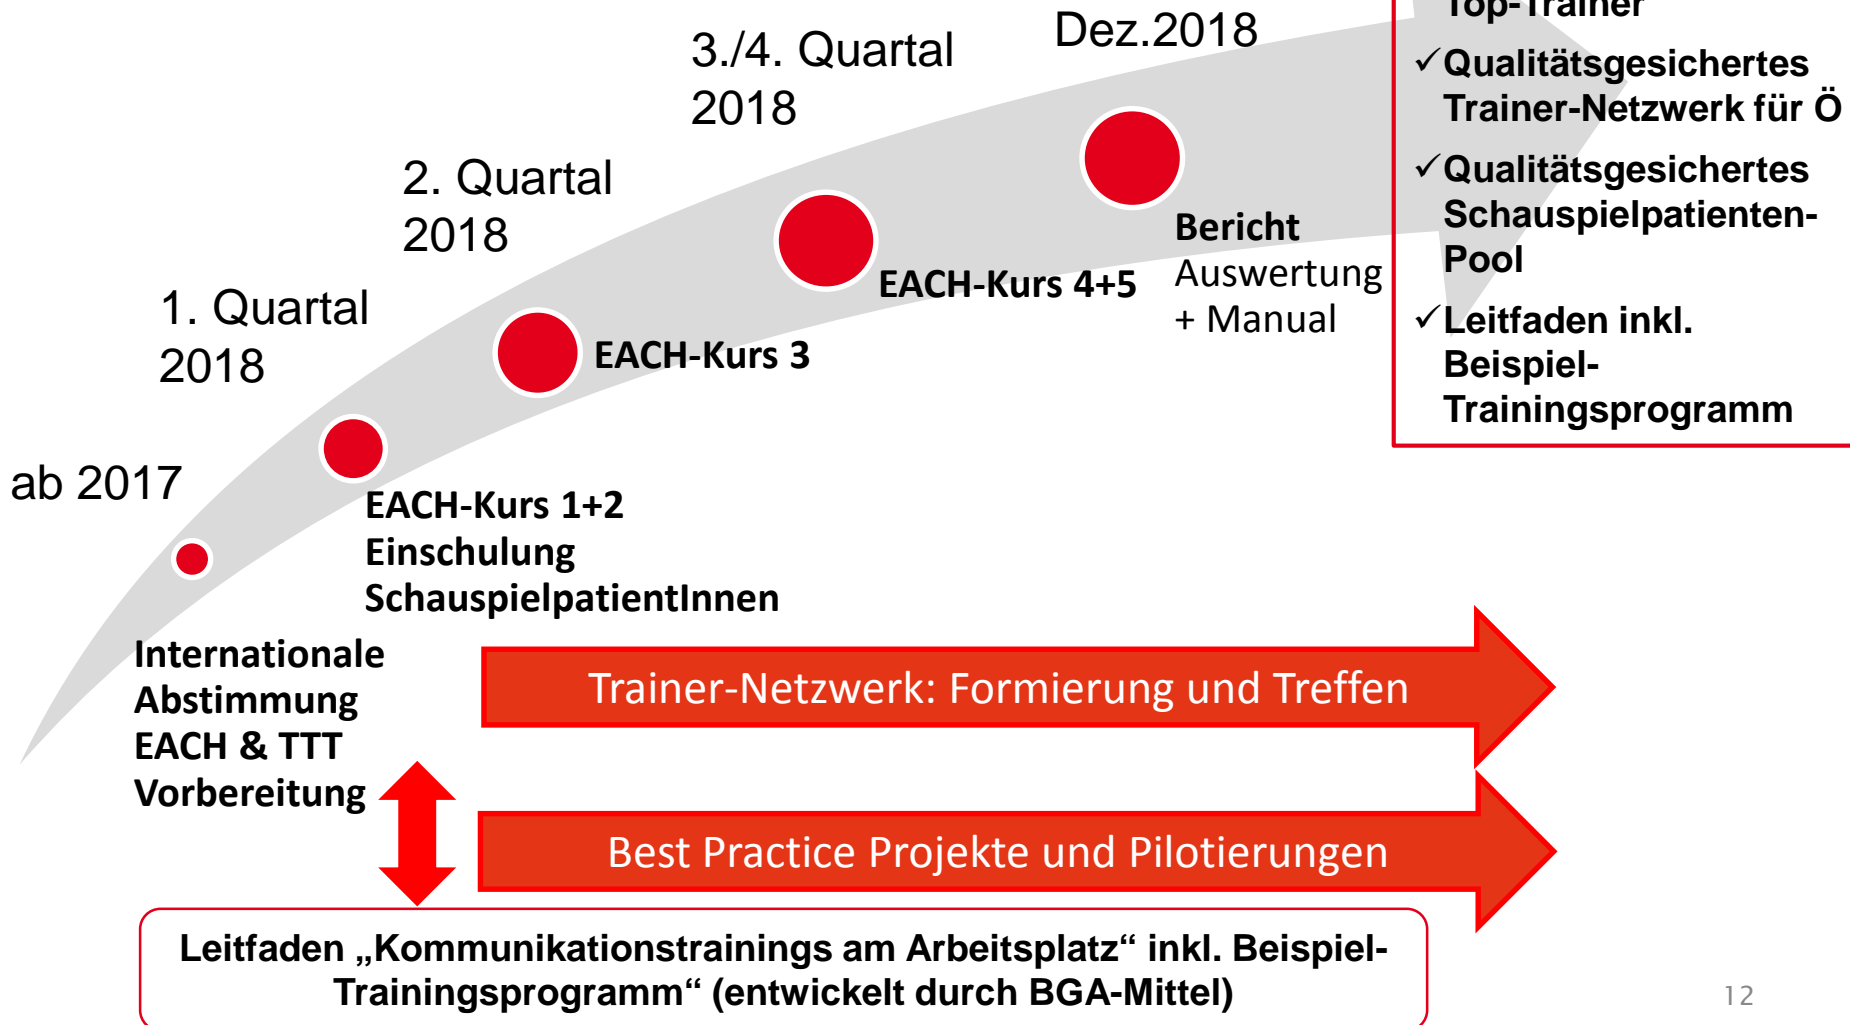 Top-Trainer
✓Qualitätsgesichertes
Trainer-Netzwerk für Ö
✓Qualitätsgesichertes
Schauspielpatienten-
Pool
✓Leitfaden inkl.
Beispiel-
Trainingsprogramm
Dez.2018
3./4. Quartal
2018
2. Quartal
2018
1. Quartal
2018
ab 2017
Bericht
Auswertung
+ Manual
EACH-Kurs 4+5
EACH-Kurs 3
EACH-Kurs 1+2
Einschulung
SchauspielpatientInnen
Internationale
Abstimmung
EACH & TTT
Vorbereitung
Trainer-Netzwerk: Formierung und Treffen
Best Practice Projekte und Pilotierungen
Leitfaden „Kommunikationstrainings am Arbeitsplatz“ inkl. Beispiel-
Trainingsprogramm“ (entwickelt durch BGA-Mittel)
12